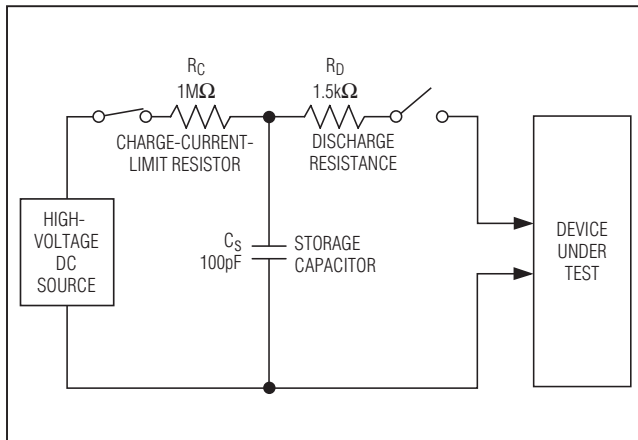 R_C
1MΩ
CHARGE-CURRENT-
LIMIT RESISTOR
R_D
1.5kΩ
DISCHARGE
RESISTANCE
HIGH-
VOLTAGE
DC
SOURCE
C_S
100pF
STORAGE
CAPACITOR
DEVICE
UNDER
TEST